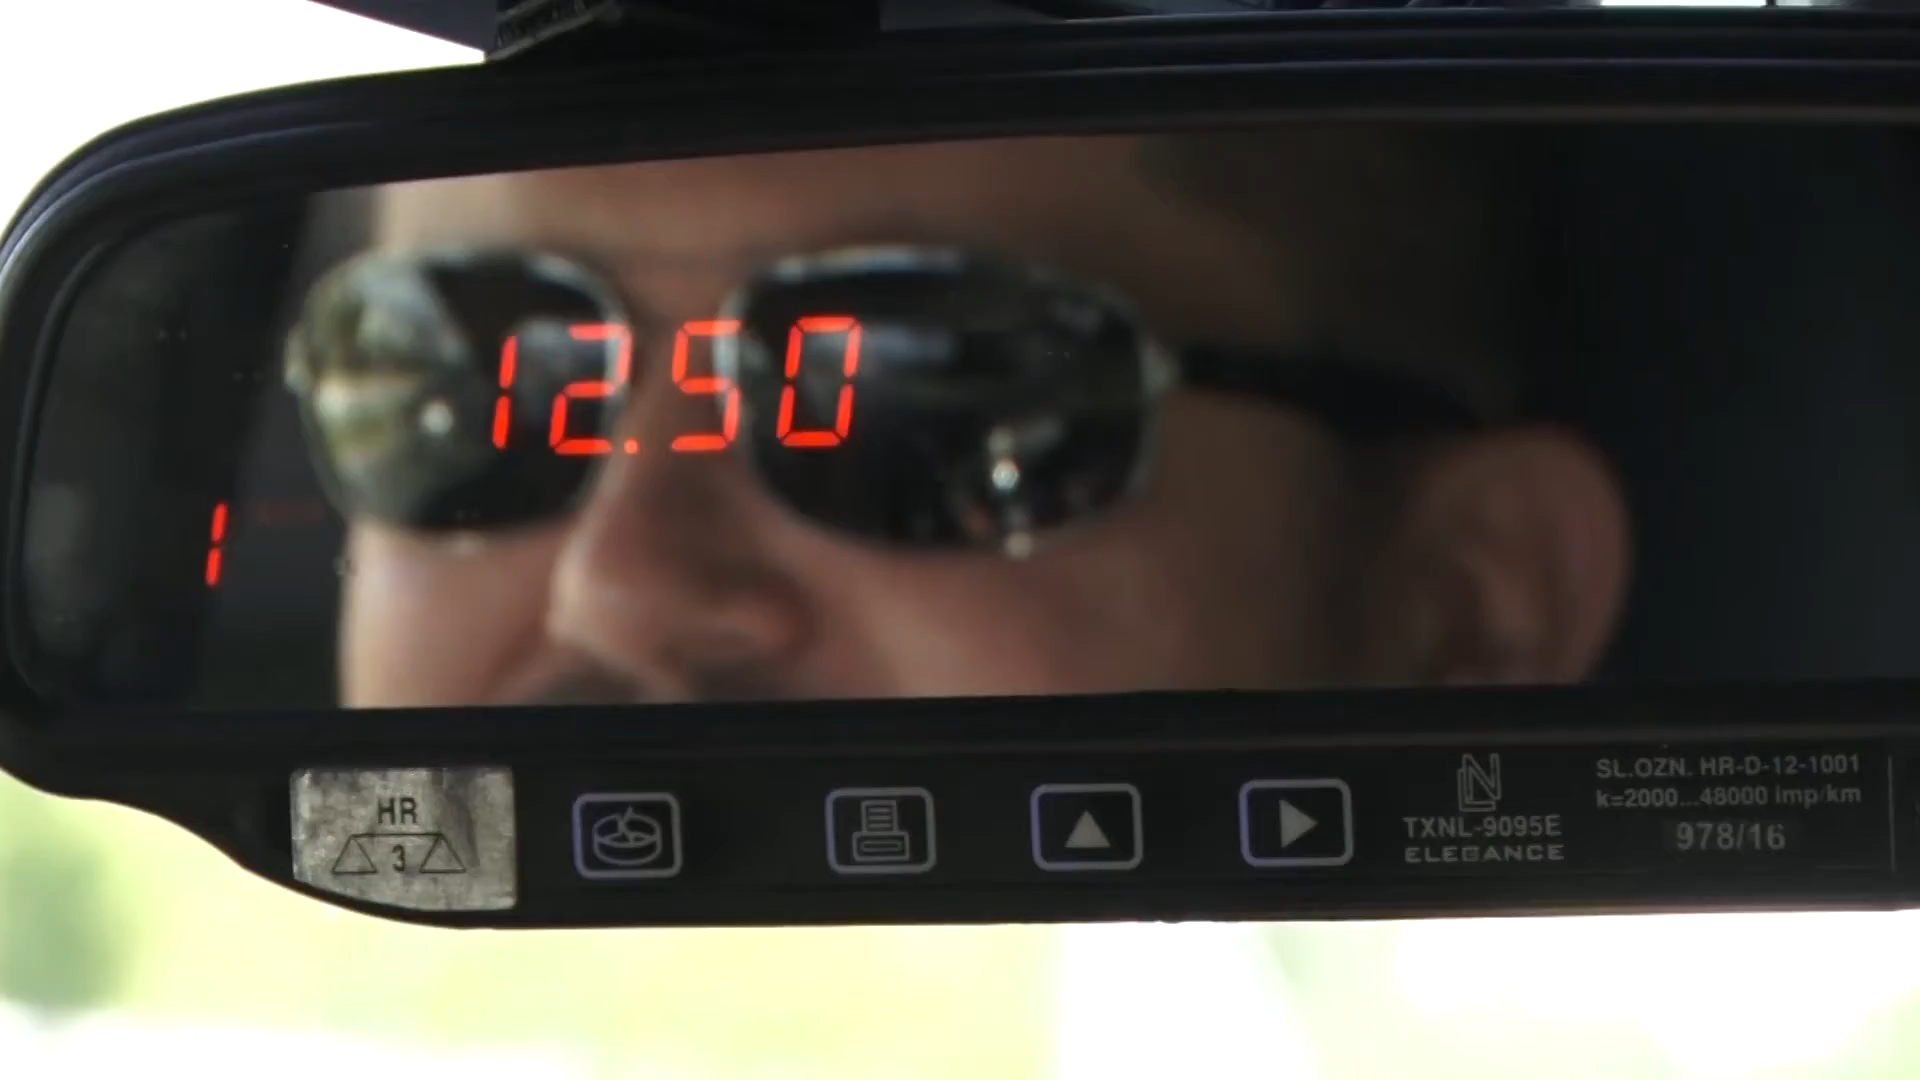 12.50
1
HR
3
TXNL-9095E
ELEGANCE
SL.OZN. HR-D-12-1001
k=2000...48000 imp/km
978/16